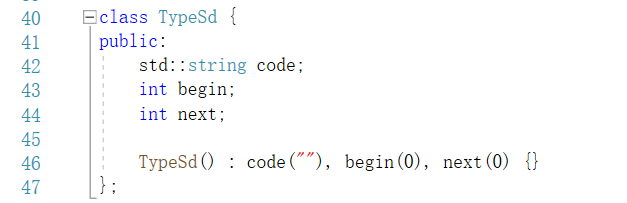 40 class TypeSd {
41 public:
42 std::string code;
43 int begin;
44 int next;
45
46 TypeSd() : code(""), begin(0), next(0) {}
47 };